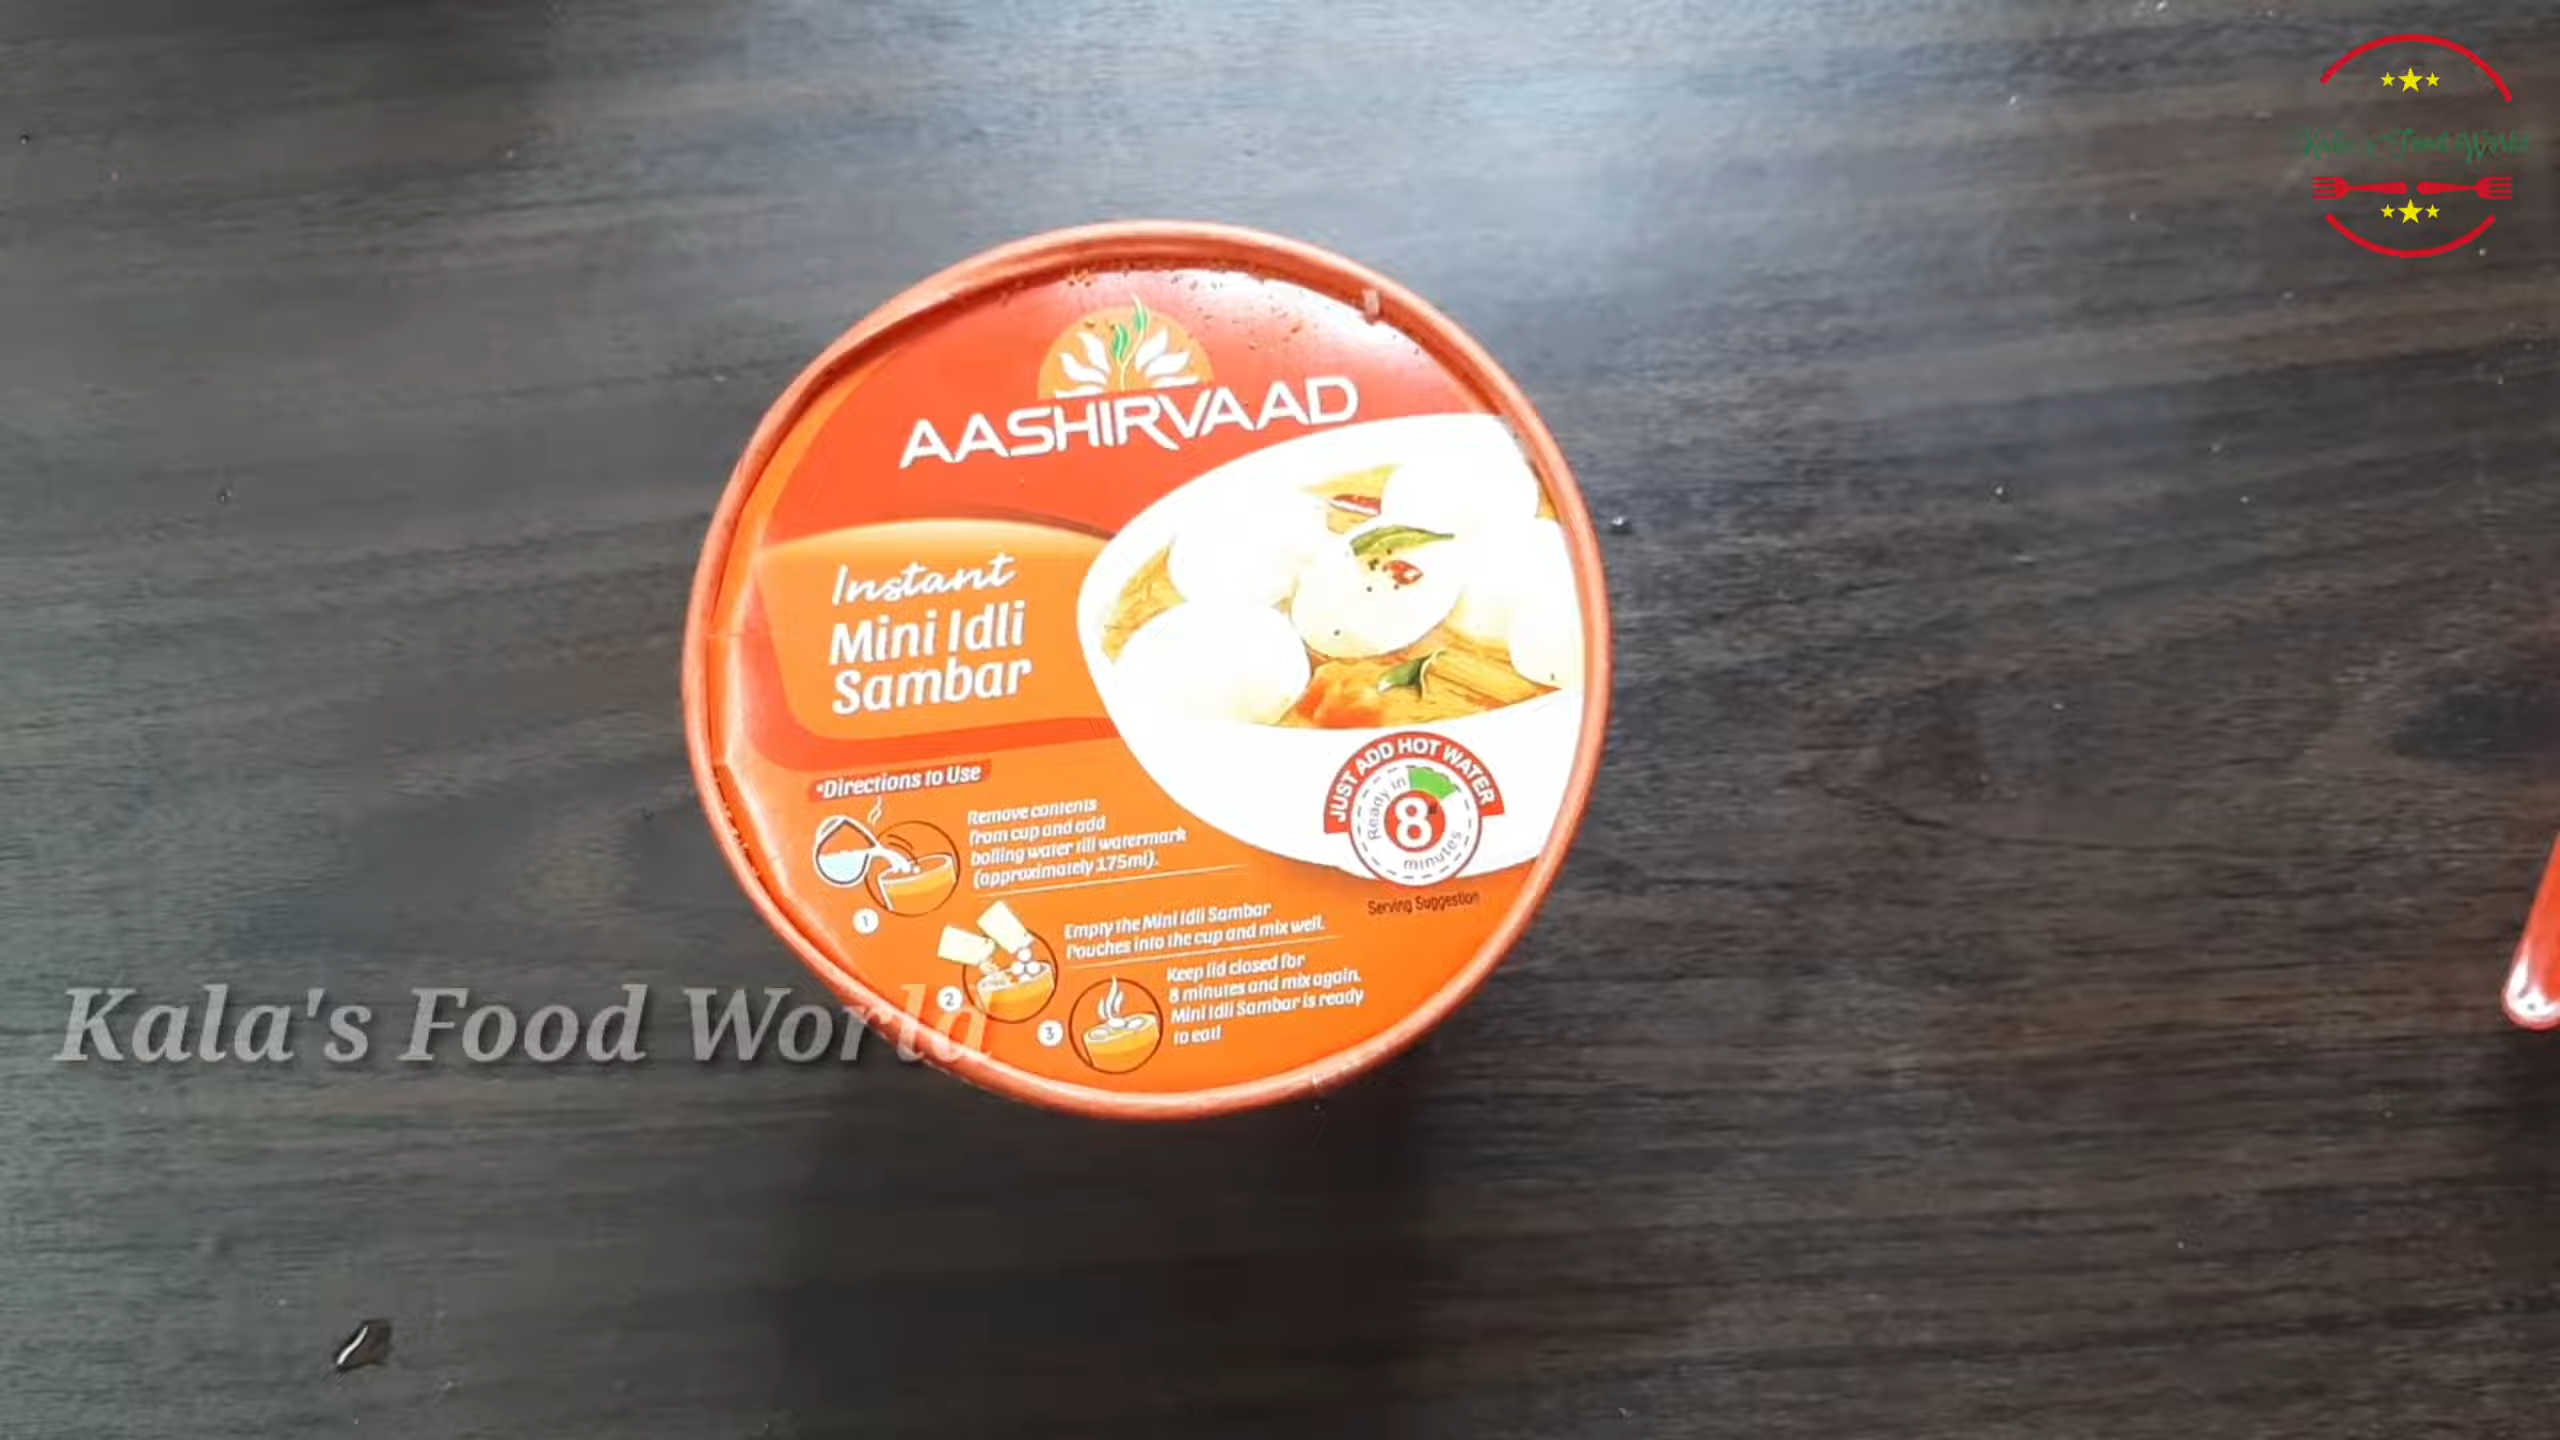 Kala's Food World
AASHIRVAAD
Instant
Mini Idli
Sambar
JUST ADD HOT WATER
Ready in
8#
minutes
Serving Suggestion
*Directions to Use
Remove contents
from cup and add
boiling water till watermark
(approximately 175ml).
1
Empty the Mini Idli Sambar
Pouches into the cup and mix well.
2
Keep lid closed for
8 minutes and mix again.
Mini Idli Sambar is ready
to eat!
3
Kala's Food World